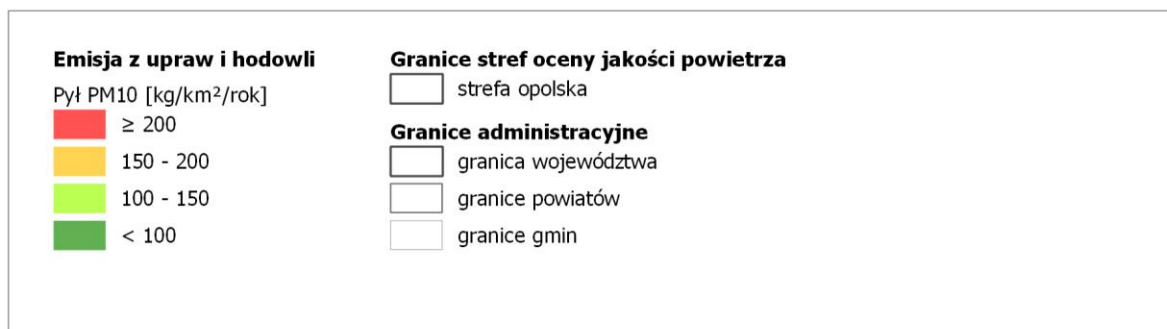 Emisja z upraw i hodowli
Pył PM10 [kg/km²/rok]
≥ 200
150 - 200
100 - 150
< 100
Granice stref oceny jakości powietrza
strefa opolska
Granice administracyjne
granica województwa
granice powiatów
granice gmin